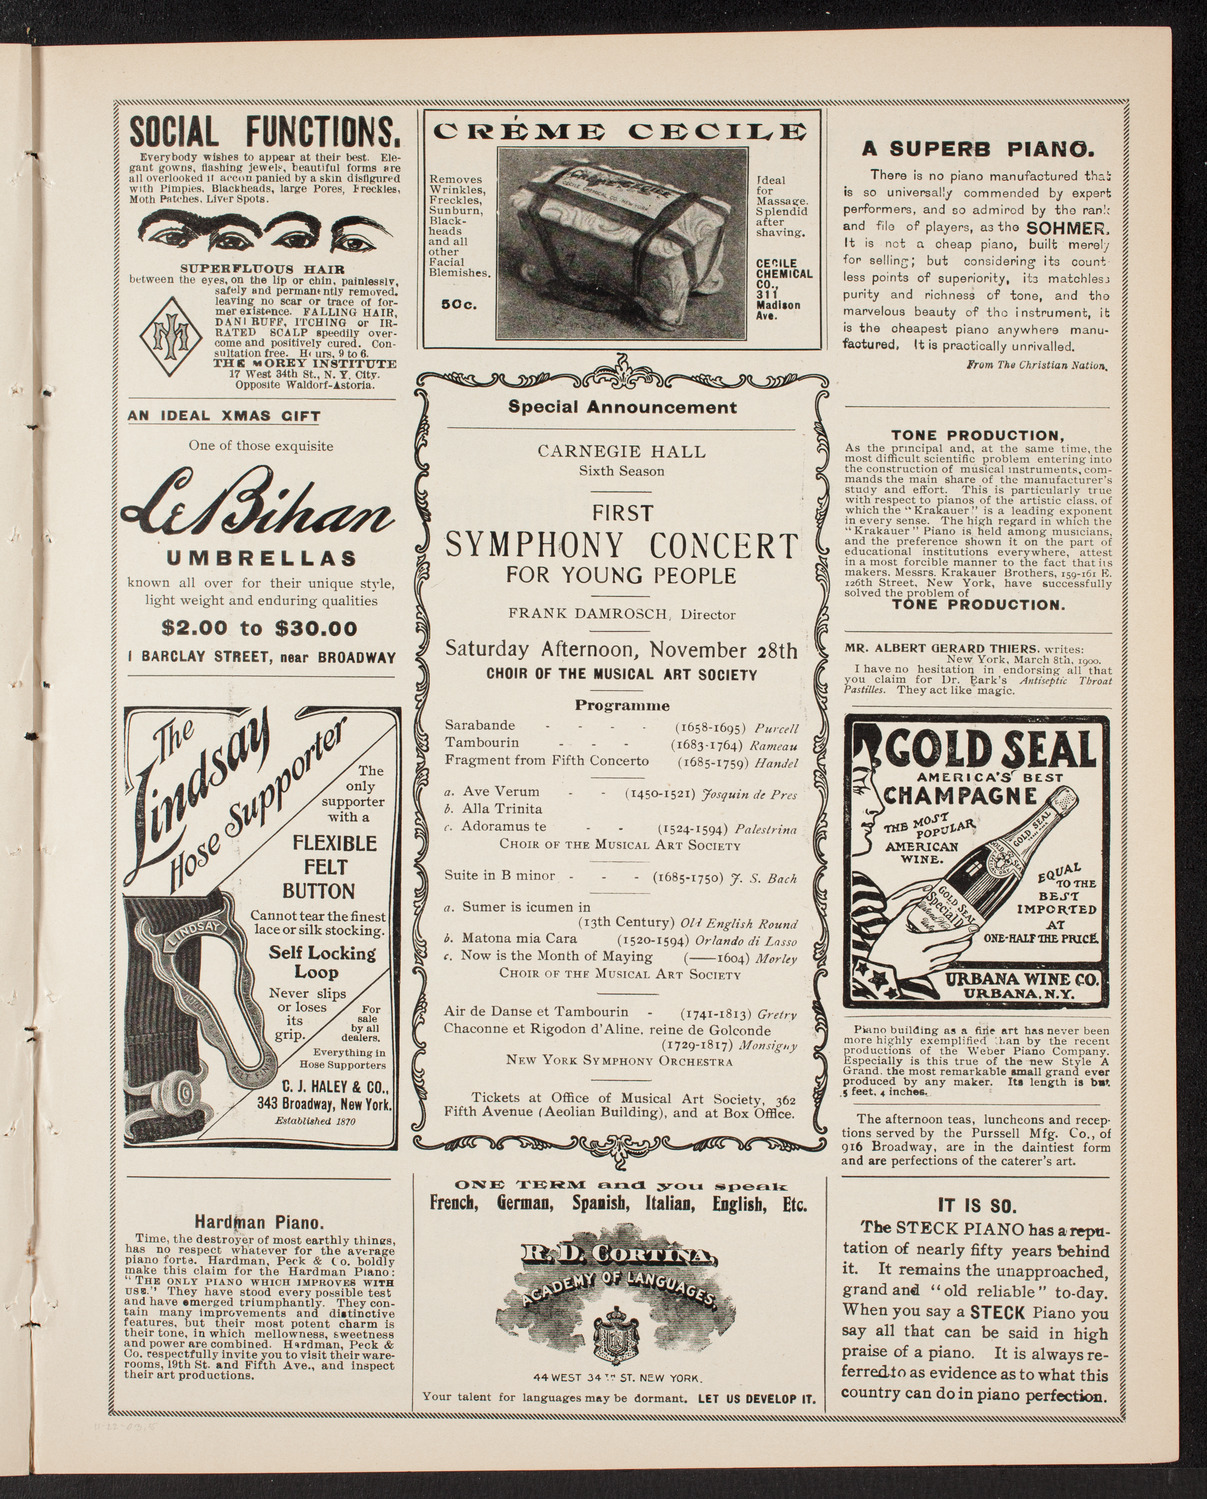 SOCIAL FUNCTIONS.
Everybody wishes to appear at their best. Ele-
gant gowns, flashing jewels, beautiful forms are
all overlooked if accompanied by a skin disfigured
with Pimples, Blackheads, large Pores, Freckles,
Moth Patches, Liver Spots.
SUPERFLUOUS HAIR
between the eyes, on the lip or chin, painlessly,
safely and permanently removed,
leaving no scar or trace of for-
mer existence. FALLING HAIR,
DANDRUFF, ITCHING or IR-
RATED SCALP speedily over-
come and positively cured. Con-
sultation free. Hours, 9 to 6.
THE MOREY INSTITUTE
17 West 34th St., N. Y. City.
Opposite Waldorf-Astoria.
AN IDEAL XMAS GIFT
One of those exquisite
Le Bihan
UMBRELLAS
known all over for their unique style,
light weight and enduring qualities
$2.00 to $30.00
1 BARCLAY STREET, near BROADWAY
The
Lindsay
Hose Supporter
The
only
supporter
with a
FLEXIBLE
FELT
BUTTON
Cannot tear the finest
lace or silk stocking.
Self Locking
Loop
Never slips
or loses
its
grip.
For
sale
by all
dealers.
Everything in
Hose Supporters
C. J. HALEY & CO.,
343 Broadway, New York.
Established 1870
LINDSAY
Hardman Piano.
Time, the destroyer of most earthly things,
has no respect whatever for the average
piano forte. Hardman, Peck & Co. boldly
make this claim for the Hardman Piano:
"THE ONLY PIANO WHICH IMPROVES WITH
USE." They have stood every possible test
and have emerged triumphantly. They con-
tain many improvements and distinctive
features, but their most potent charm is
their tone, in which mellowness, sweetness
and power are combined. Hardman, Peck &
Co. respectfully invite you to visit their ware-
rooms, 19th St. and Fifth Ave., and inspect
their art productions.
CRÉME CECILE
Removes
Wrinkles,
Freckles,
Sunburn,
Black-
heads
and all
other
Facial
Blemishes.
50c.
Ideal
for
Massage.
Splendid
after
shaving.
CECILE
CHEMICAL
CO.,
311
Madison
Ave.
Special Announcement
CARNEGIE HALL
Sixth Season
FIRST
SYMPHONY CONCERT
FOR YOUNG PEOPLE
FRANK DAMROSCH, Director
Saturday Afternoon, November 28th
CHOIR OF THE MUSICAL ART SOCIETY
Programme
Sarabande - - - - (1658-1695) Purcell
Tambourin - - - (1683-1764) Rameau
Fragment from Fifth Concerto (1685-1759) Handel
a. Ave Verum - - (1450-1521) Josquin de Pres
b. Alla Trinita
c. Adoramus te - - (1524-1594) Palestrina
CHOIR OF THE MUSICAL ART SOCIETY
Suite in B minor - - - (1685-1750) J. S. Bach
a. Sumer is icumen in
(13th Century) Old English Round
b. Matona mia Cara (1520-1594) Orlando di Lasso
c. Now is the Month of Maying (——1604) Morley
CHOIR OF THE MUSICAL ART SOCIETY
Air de Danse et Tambourin - (1741-1813) Gretry
Chaconne et Rigodon d'Aline, reine de Golconde
(1729-1817) Monsigny
NEW YORK SYMPHONY ORCHESTRA
Tickets at Office of Musical Art Society, 362
Fifth Avenue (Aeolian Building), and at Box Office.
ONE TERM and you speak
French, German, Spanish, Italian, English, Etc.
R. D. CORTINA,
ACADEMY OF LANGUAGES,
44 WEST 34TH ST. NEW YORK.
Your talent for languages may be dormant. LET US DEVELOP IT.
A SUPERB PIANO.
There is no piano manufactured that
is so universally commended by expert
performers, and so admired by the rank
and file of players, as the SOHMER.
It is not a cheap piano, built merely
for selling; but considering its count
less points of superiority, its matchless
purity and richness of tone, and the
marvelous beauty of the instrument, it
is the cheapest piano anywhere manu-
factured. It is practically unrivalled.
From The Christian Nation.
TONE PRODUCTION,
As the principal and, at the same time, the
most difficult scientific problem entering into
the construction of musical instruments, com-
mands the main share of the manufacturer's
study and effort. This is particularly true
with respect to pianos of the artistic class, of
which the "Krakauer" is a leading exponent
in every sense. The high regard in which the
"Krakauer" Piano is held among musicians,
and the preference shown it on the part of
educational institutions everywhere, attest
in a most forcible manner to the fact that its
makers, Messrs. Krakauer Brothers, 159-161 E.
126th Street, New York, have successfully
solved the problem of
TONE PRODUCTION.
MR. ALBERT GERARD THIERS, writes:
New York, March 8th, 1900.
I have no hesitation in endorsing all that
you claim for Dr. Bark's Antiseptic Throat
Pastilles. They act like magic.
GOLD SEAL
AMERICA'S BEST
CHAMPAGNE
THE MOST
POPULAR
AMERICAN
WINE.
GOLD SEAL
GOLD SEAL
Special Dry
EQUAL
TO THE
BEST
IMPORTED
AT
ONE-HALF THE PRICE.
URBANA WINE CO.
URBANA, N.Y.
Piano building as a fine art has never been
more highly exemplified than by the recent
productions of the Weber Piano Company.
Especially is this true of the new Style A
Grand, the most remarkable small grand ever
produced by any maker. Its length is but
5 feet, 4 inches.
The afternoon teas, luncheons and recep-
tions served by the Purssell Mfg. Co., of
916 Broadway, are in the daintiest form
and are perfections of the caterer's art.
IT IS SO.
The STECK PIANO has a repu-
tation of nearly fifty years behind
it. It remains the unapproached,
grand and "old reliable" to-day.
When you say a STECK Piano you
say all that can be said in high
praise of a piano. It is always re-
ferred to as evidence as to what this
country can do in piano perfection.